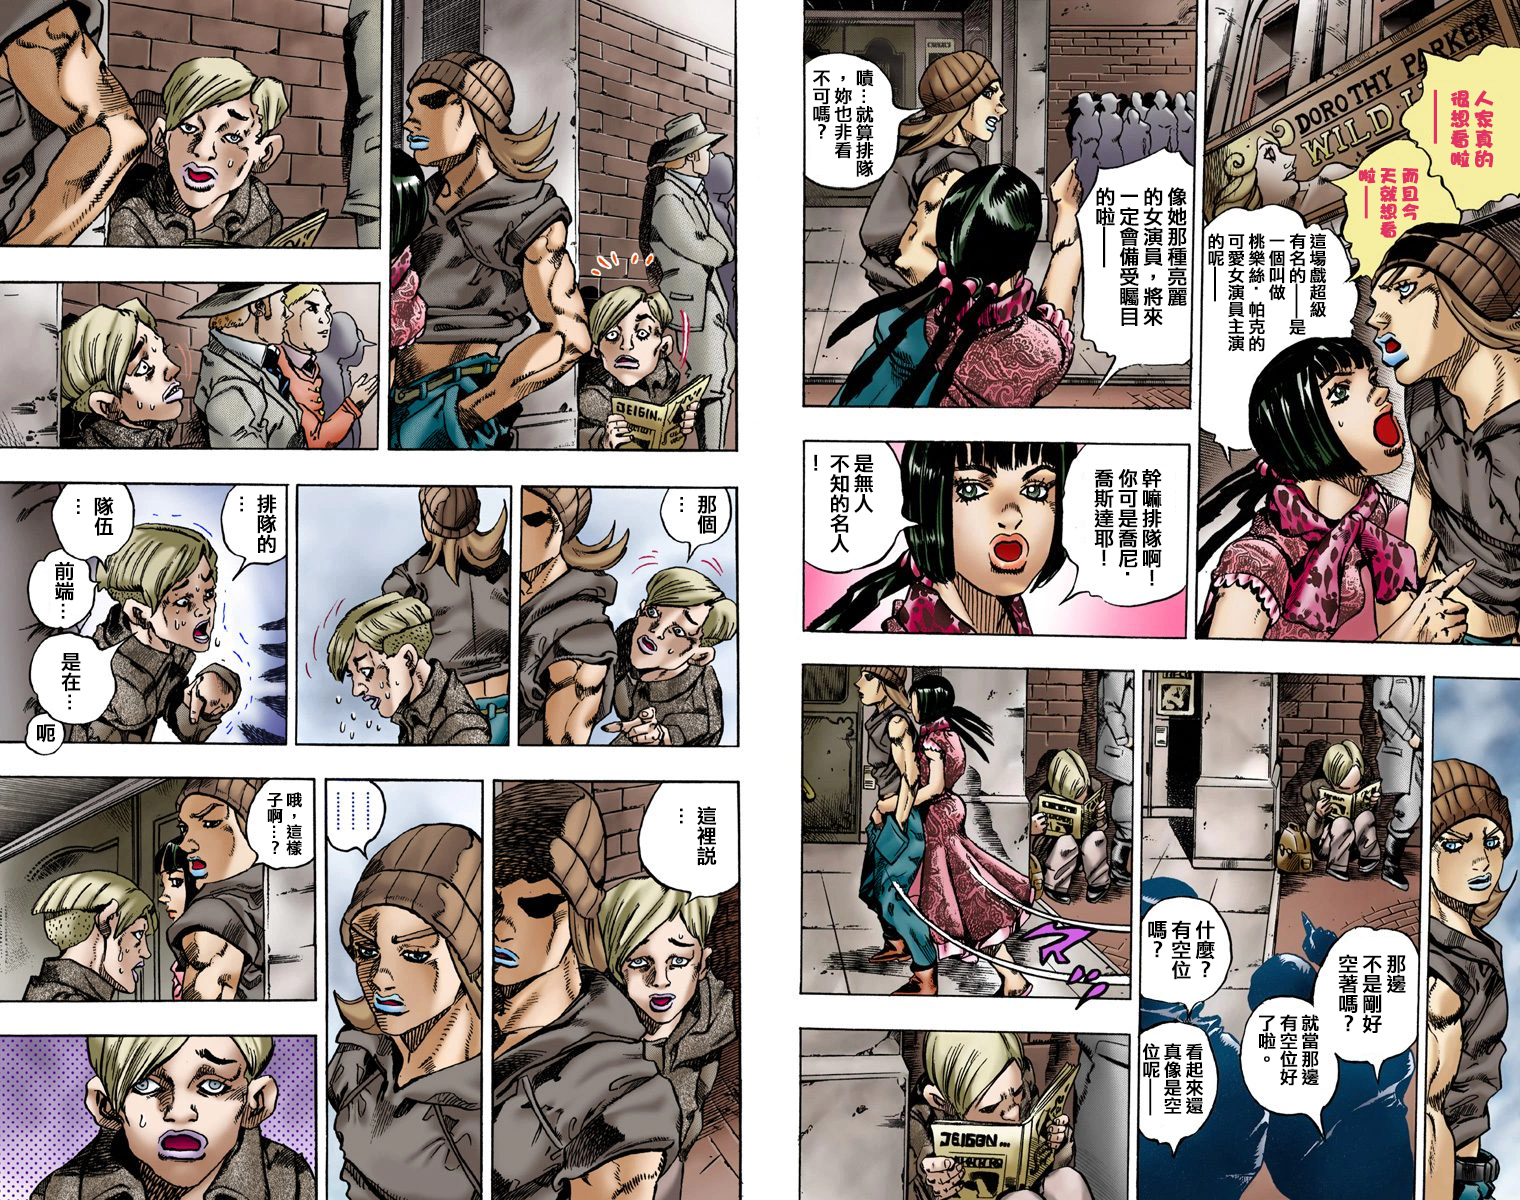 人家真的
很想看啦
——
而且今
天就想看
啦——
DOROTHY PARKER
WILD
這場戲超級
有名的——是
一個叫做
桃樂絲．帕克的
可愛女演員主演
的呢——
嘖…就算排隊
，妳也非看
不可嗎？
像她那種亮麗
的女演員，將來
一定會備受矚目
的啦——
幹嘛排隊啊！
你可是喬尼．
喬斯達耶！
是無人
不知的名人
！
那邊
不是剛好
空著嗎？
就當那邊
有空位好
了啦。
什麼？
有空位
嗎？
看起來還
真像是空
位呢——
ズッ
JEIGON...
JEIGIN
那個
…
排隊的
…
隊伍
…
前端…
是在…
呃
這裡説
…
………
………
哦，這樣
子啊…？